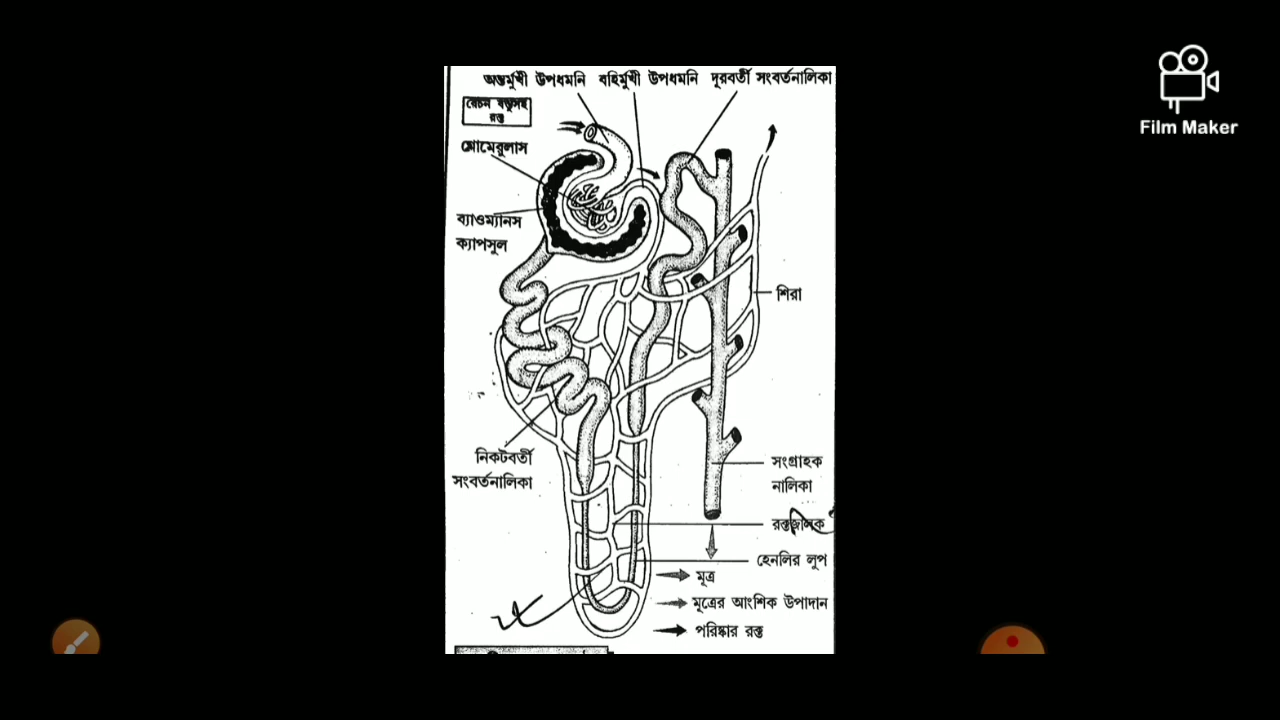 অন্তর্মুখী উপধমনি বহির্মুখী উপধমনি দূরবর্তী সংবর্তনালিকা
রেচন বস্তুসহ
রক্ত
গ্লোমেরুলাস
ব্যাওম্যানস
ক্যাপসুল
শিরা
নিকটবর্তী
সংবর্তনালিকা
সংগ্রাহক
নালিকা
রক্তজালক
হেনলির লুপ
মূত্র
মূত্রের আংশিক উপাদান
পরিষ্কার রক্ত
Film Maker